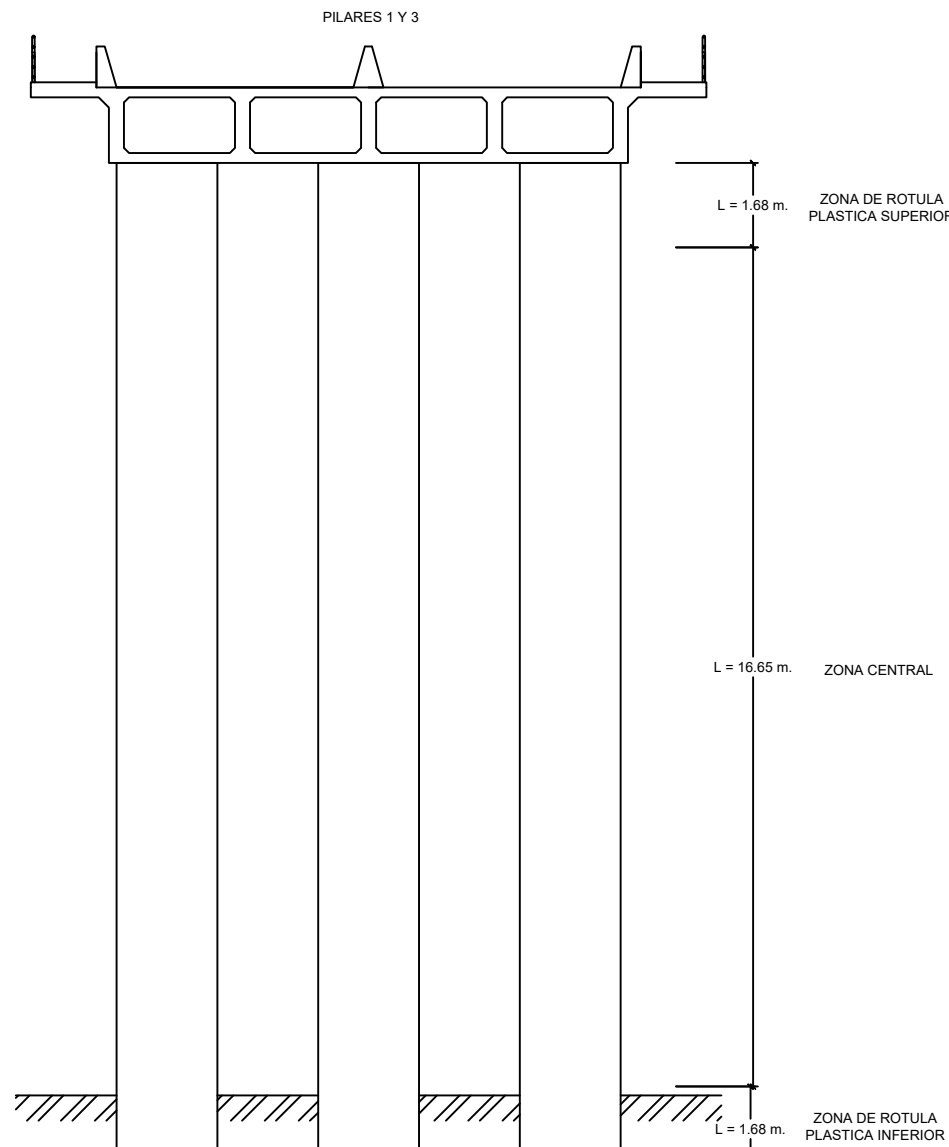 PILARES 1 Y 3
L = 1.68 m.
ZONA DE ROTULA
PLASTICA SUPERIOR
L = 16.65 m.
ZONA CENTRAL
L = 1.68 m.
ZONA DE ROTULA
PLASTICA INFERIOR